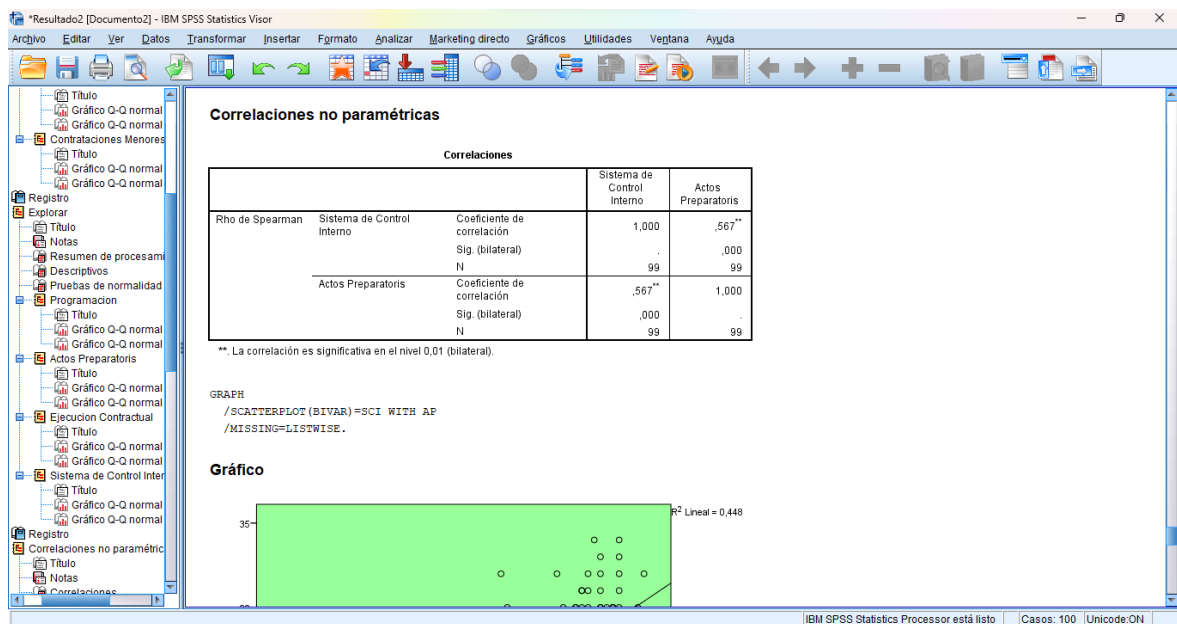 *Resultado2 [Documento2] - IBM SPSS Statistics Visor
Archivo Editar Ver Datos Transformar Insertar Formato Analizar Marketing directo Gráficos Utilidades Ventana Ayuda
Título
Gráfico Q-Q normal
Gráfico Q-Q normal
Contrataciones Menores
Título
Gráfico Q-Q normal
Gráfico Q-Q normal
Registro
Explorar
Título
Notas
Resumen de procesami
Descriptivos
Pruebas de normalidad
Programacion
Título
Gráfico Q-Q normal
Gráfico Q-Q normal
Actos Preparatoris
Título
Gráfico Q-Q normal
Gráfico Q-Q normal
Ejecucion Contractual
Título
Gráfico Q-Q normal
Gráfico Q-Q normal
Sistema de Control Inter
Título
Gráfico Q-Q normal
Gráfico Q-Q normal
Registro
Correlaciones no paramétric
Título
Notas
Correlaciones
Correlaciones no paramétricas
Correlaciones
Sistema de Control Interno Actos Preparatoris
Rho de Spearman Sistema de Control Interno Coeficiente de correlación 1,000 ,567**
Sig. (bilateral) . ,000
N 99 99
Actos Preparatoris Coeficiente de correlación ,567** 1,000
Sig. (bilateral) ,000 .
N 99 99
**. La correlación es significativa en el nivel 0,01 (bilateral).
GRAPH
/SCATTERPLOT(BIVAR)=SCI WITH AP
/MISSING=LISTWISE.
Gráfico
R2 Lineal = 0,448
35
IBM SPSS Statistics Processor está listo Casos: 100 Unicode:ON